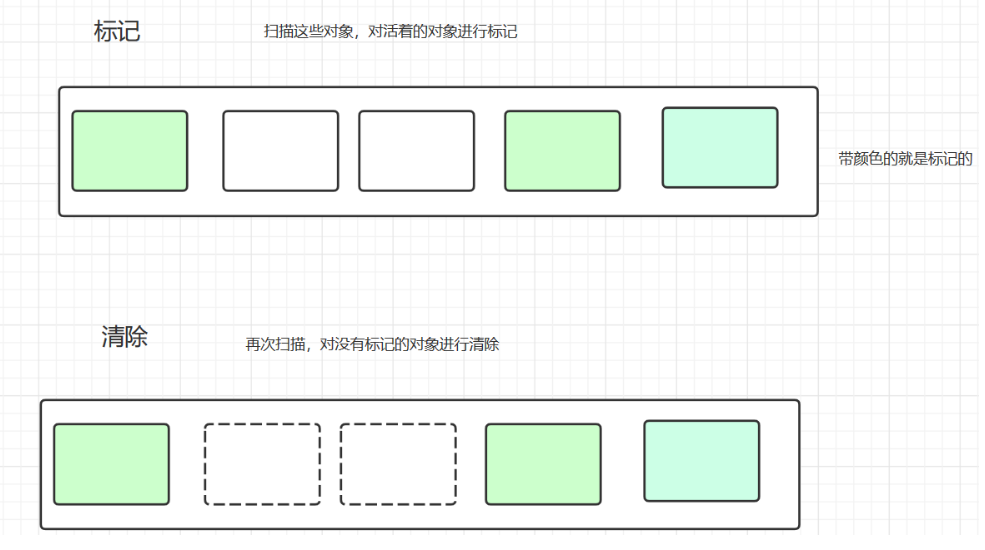 标记
扫描这些对象，对活着的对象进行标记
带颜色的就是标记的
清除
再次扫描，对没有标记的对象进行清除